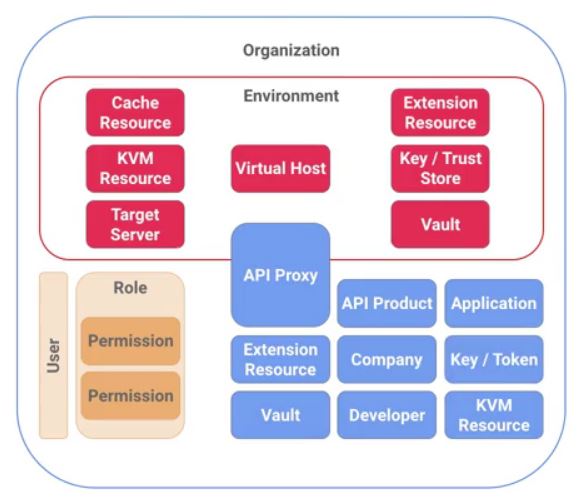 Organization
Environment
Cache
Resource
Extension
Resource
KVM
Resource
Virtual Host
Key / Trust
Store
Target
Server
Vault
API Proxy
User
Role
Permission
Permission
API Product
Application
Extension
Resource
Company
Key / Token
Vault
Developer
KVM
Resource